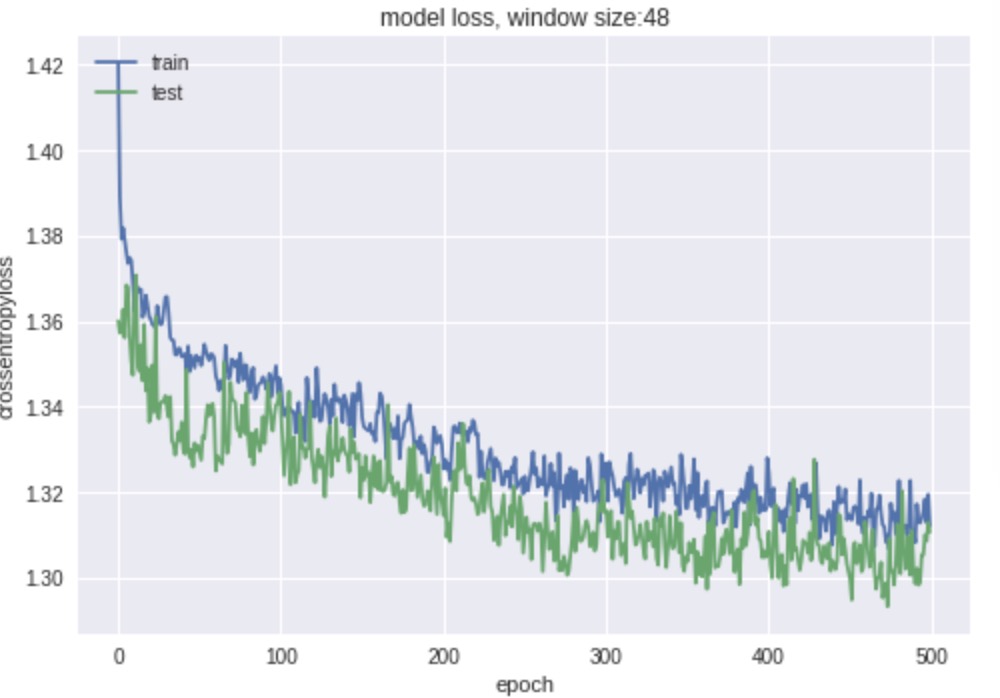 model loss, window size:48
train
test
1.42
1.40
1.38
1.36
1.34
1.32
1.30
crossentropyloss
0 100 200 300 400 500
epoch